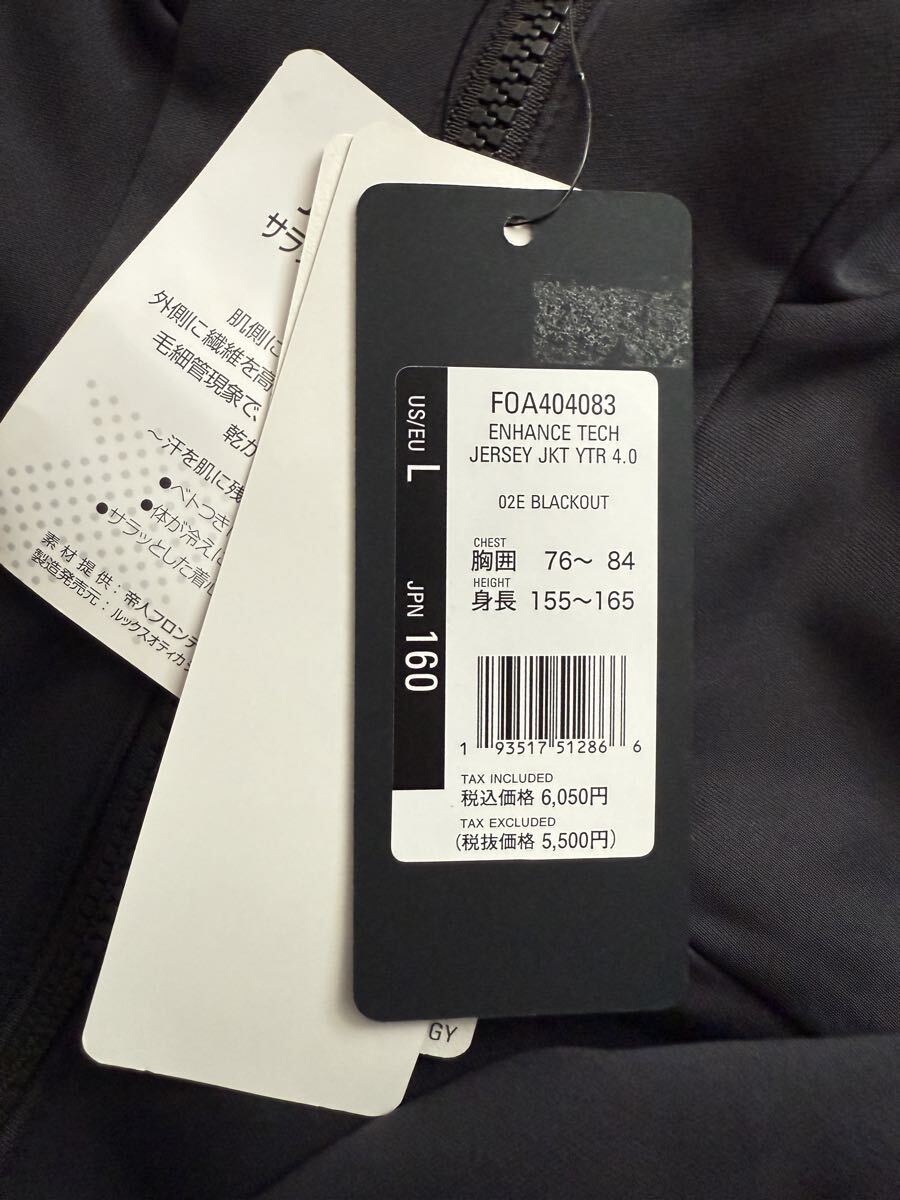 サラ
肌側に
外側に繊維を高
毛細管現象で、
乾か
～汗を肌に残
●ベトつき
●体が冷えに
●サラッとした着
素材提供：帝人フロンテ
製造発売元：ルックスオティカ
US/EU L
JPN 160
FOA404083
ENHANCE TECH
JERSEY JKT YTR 4.0
02E BLACKOUT
CHEST
胸囲 76～ 84
HEIGHT
身長 155～165
1 93517 51286 6
TAX INCLUDED
税込価格 6,050円
TAX EXCLUDED
(税抜価格 5,500円)
GY